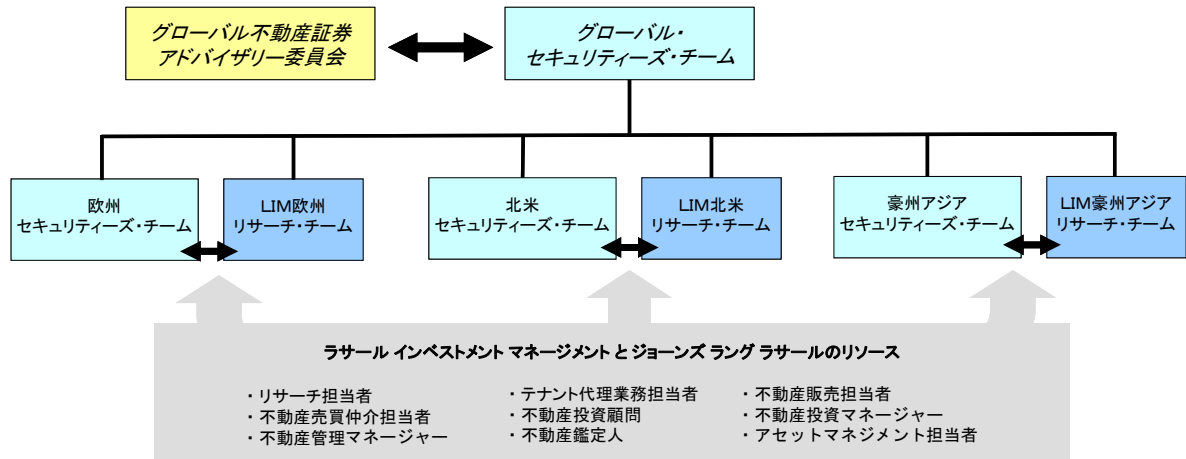 グローバル不動産証券
アドバイザリー委員会
グローバル・
セキュリティーズ・チーム
欧州
セキュリティーズ・チーム
LIM欧州
リサーチ・チーム
北米
セキュリティーズ・チーム
LIM北米
リサーチ・チーム
豪州アジア
セキュリティーズ・チーム
LIM豪州アジア
リサーチ・チーム
ラサール インベストメント マネージメント とジョーンズ ラング ラサールのリソース
・リサーチ担当者
・不動産売買仲介担当者
・不動産管理マネージャー
・テナント代理業務担当者
・不動産投資顧問
・不動産鑑定人
・不動産販売担当者
・不動産投資マネージャー
・アセットマネジメント担当者